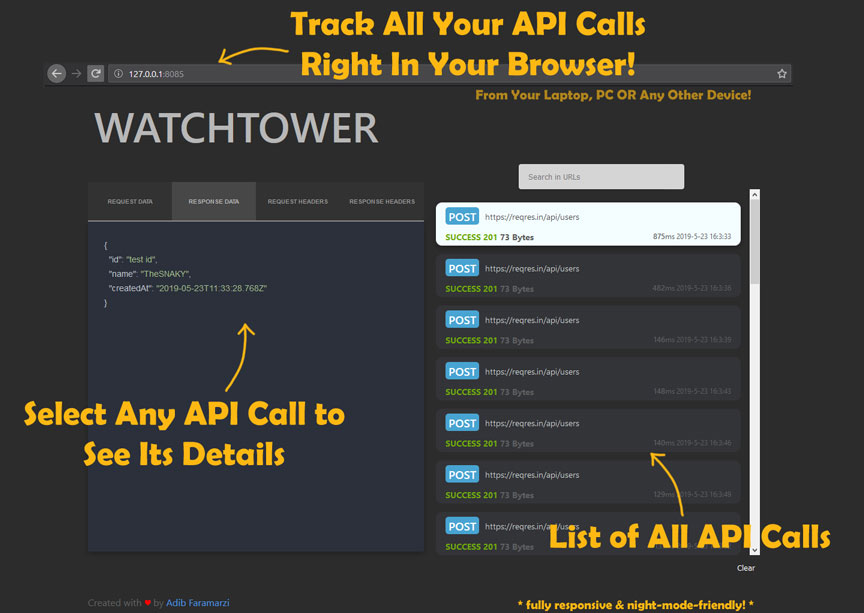 Track All Your API Calls
Right In Your Browser!
127.0.0.1:8085
From Your Laptop, PC OR Any Other Device!
WATCHTOWER
Search in URLs
REQUEST DATA RESPONSE DATA REQUEST HEADERS RESPONSE HEADERS
{
"id": "test id",
"name": "TheSNAKY",
"createdAt": "2019-05-23T11:33:28.768Z"
}
Select Any API Call to
See Its Details
POST https://reqres.in/api/users
SUCCESS 201 73 Bytes 875ms 2019-5-23 16:3:33
POST https://reqres.in/api/users
SUCCESS 201 73 Bytes 482ms 2019-5-23 16:3:36
POST https://reqres.in/api/users
SUCCESS 201 73 Bytes 146ms 2019-5-23 16:3:39
POST https://reqres.in/api/users
SUCCESS 201 73 Bytes 148ms 2019-5-23 16:3:43
POST https://reqres.in/api/users
SUCCESS 201 73 Bytes 140ms 2019-5-23 16:3:46
POST https://reqres.in/api/users
SUCCESS 201 73 Bytes 129ms 2019-5-23 16:3:49
POST https://reqres.in/api/users
SUCCESS 201 73 Bytes
List of All API Calls
Clear
Created with ♥ by Adib Faramarzi
* fully responsive & night-mode-friendly! *